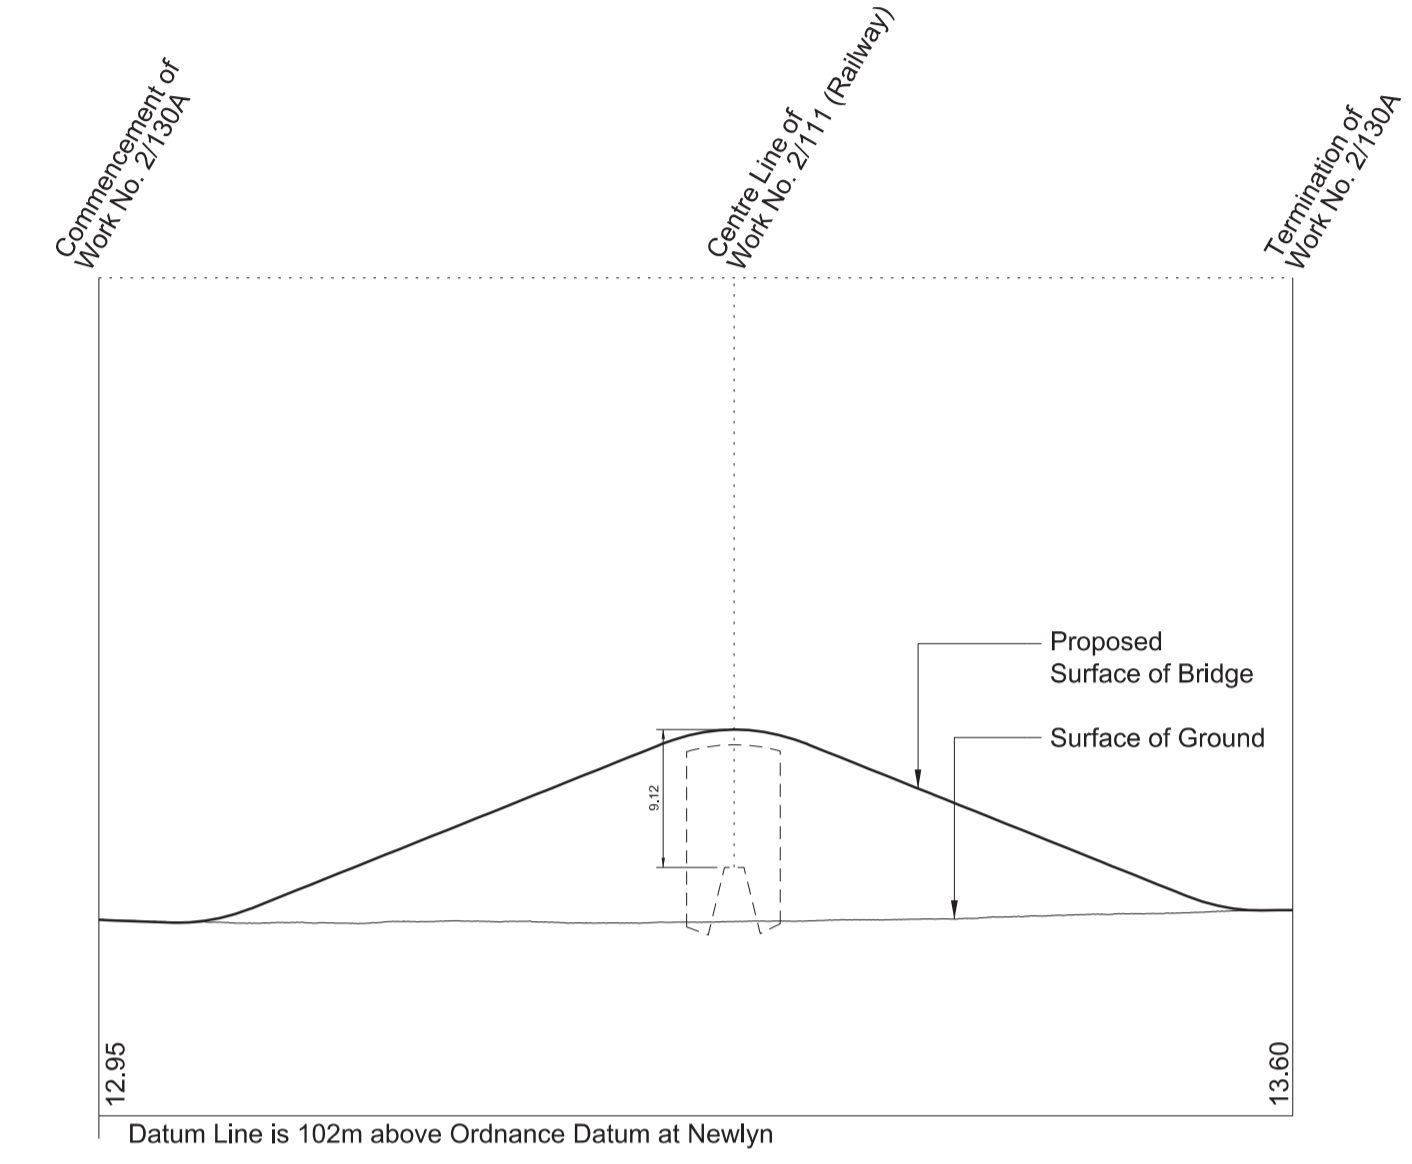 Commencement of
Work No. 2/130A
Centre Line of
Work No. 2/111 (Railway)
Termination of
Work No. 2/130A
Proposed
Surface of Bridge
Surface of Ground
9.12
12.95
13.60
Datum Line is 102m above Ordnance Datum at Newlyn